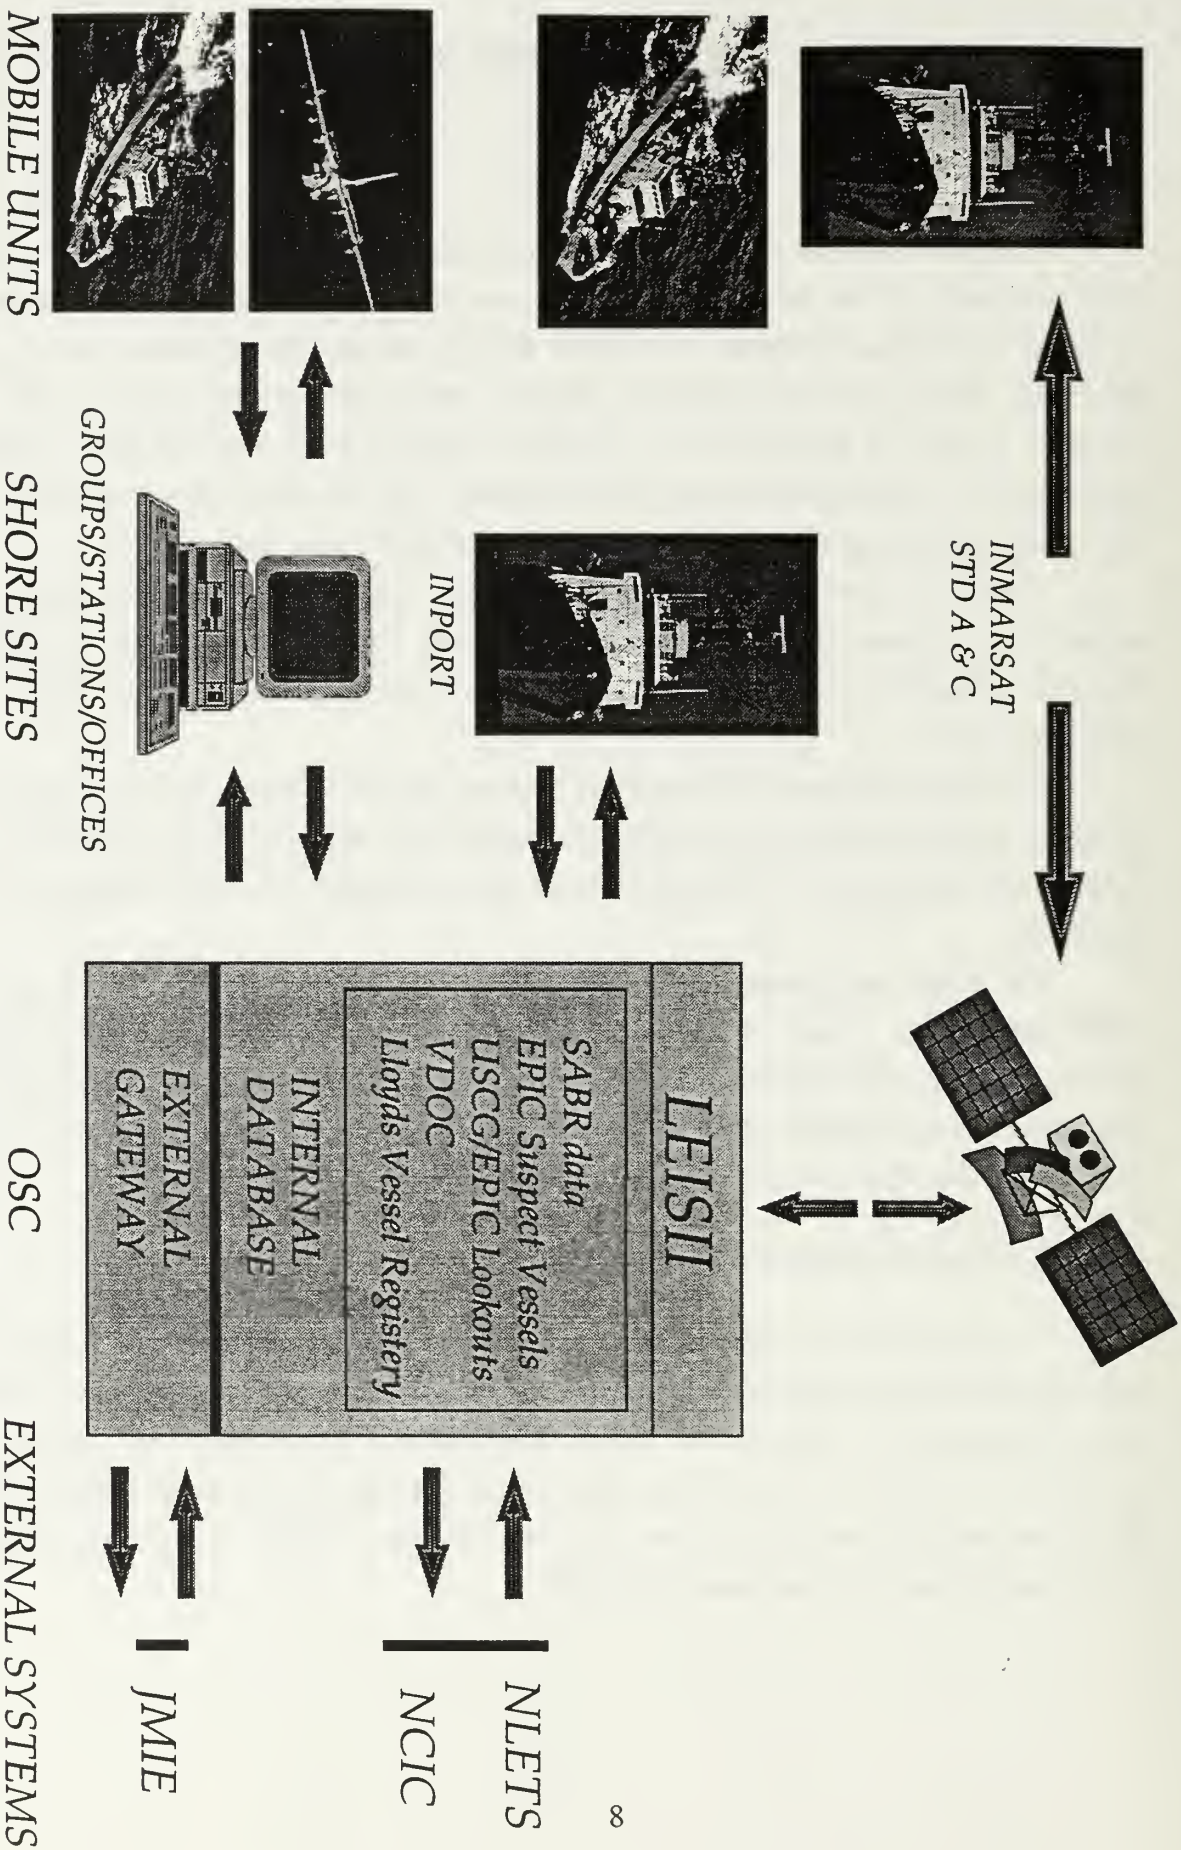 INMARSAT
STD A & C
INPORT
GROUPS/STATIONS/OFFICES
LEISII
SABR data
EPIC Suspect Vessels
USCG/EPIC Lookouts
VDOC
Lloyds Vessel Registery
INTERNAL
DATABASE
EXTERNAL
GATEWAY
NLETS
NCIC
JMIE
MOBILE UNITS
SHORE SITES
OSC
EXTERNAL SYSTEMS
8